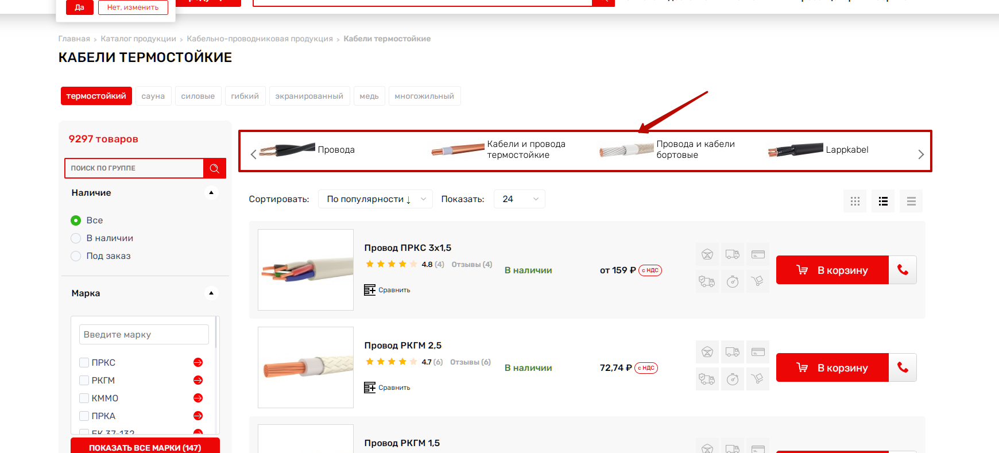 Да
Нет, изменить
Главная > Каталог продукции > Кабельно-проводниковая продукция > Кабели термостойкие
КАБЕЛИ ТЕРМОСТОЙКИЕ
термостойкий
сауна
силовые
гибкий
экранированный
медь
многожильный
9297 товаров
ПОИСК ПО ГРУППЕ
Наличие
Все
В наличии
Под заказ
Марка
Введите марку
ПРКС
РКГМ
КММО
ПРКА
БК 37-132
ПОКАЗАТЬ ВСЕ МАРКИ (147)
Провода
Кабели и провода
термостойкие
Провода и кабели
бортовые
Lappkabel
Сортировать:
По популярности ↓
Показать:
24
Провод ПРКС 3х1,5
4.8 (4) Отзывы (4)
Сравнить
В наличии
от 159 ₽ с НДС
В корзину
Провод РКГМ 2,5
4.7 (6) Отзывы (6)
Сравнить
В наличии
72,74 ₽ с НДС
В корзину
Провод РКГМ 1,5